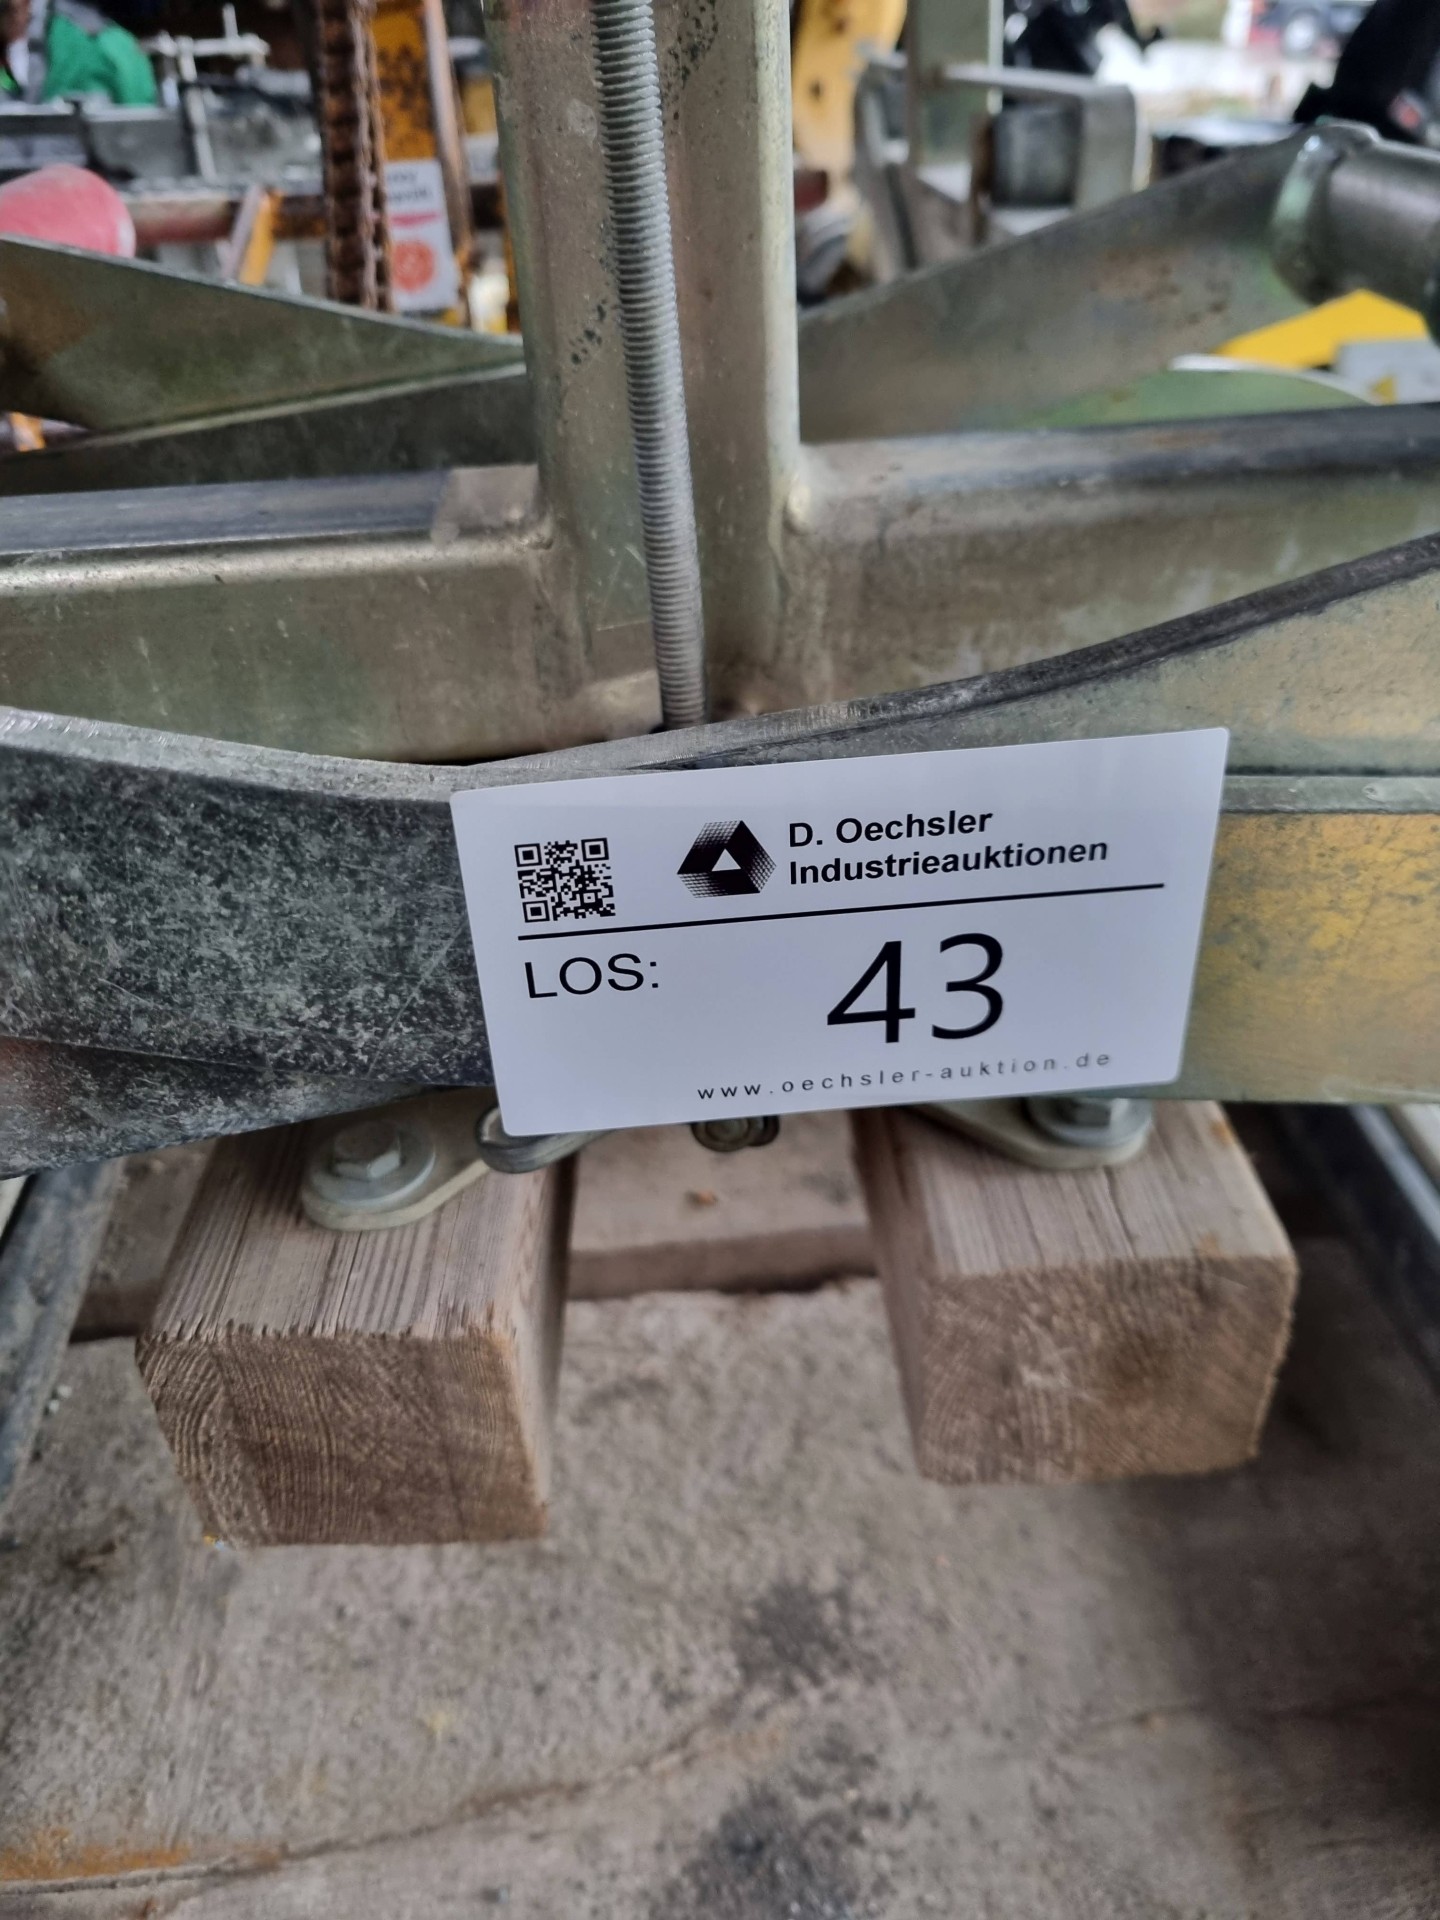 D. Oechsler
Industrieauktionen
LOS: 43
www.oechsler-auktion.de